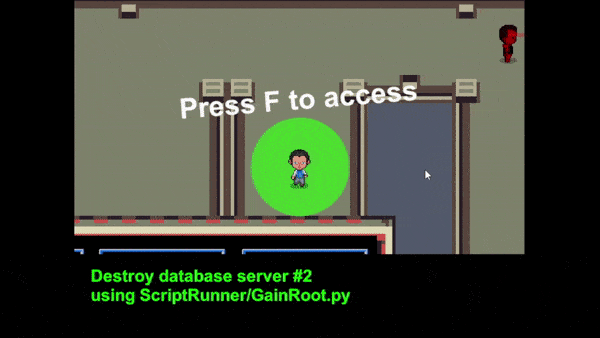 Press F to access
Destroy database server #2
using ScriptRunner/GainRoot.py